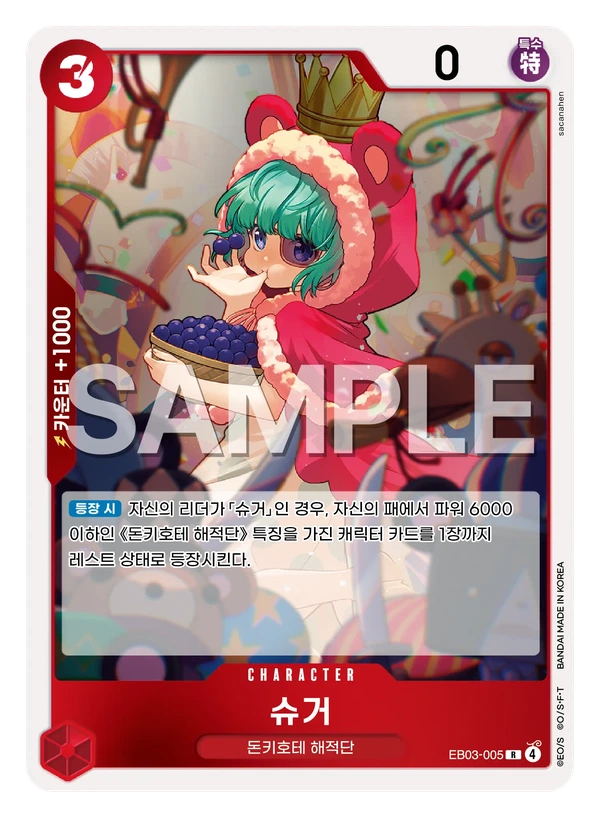 3
0
특수
特
sacanahen
카운터 +1000
SAMPLE
등장 시 자신의 리더가 「슈거」인 경우, 자신의 패에서 파워 6000
이하인 《돈키호테 해적단》 특징을 가진 캐릭터 카드를 1장까지
레스트 상태로 등장시킨다.
CHARACTER
슈거
돈키호테 해적단
EB03-005 R 4
©EO/S ©O/S·F·T BANDAI MADE IN KOREA